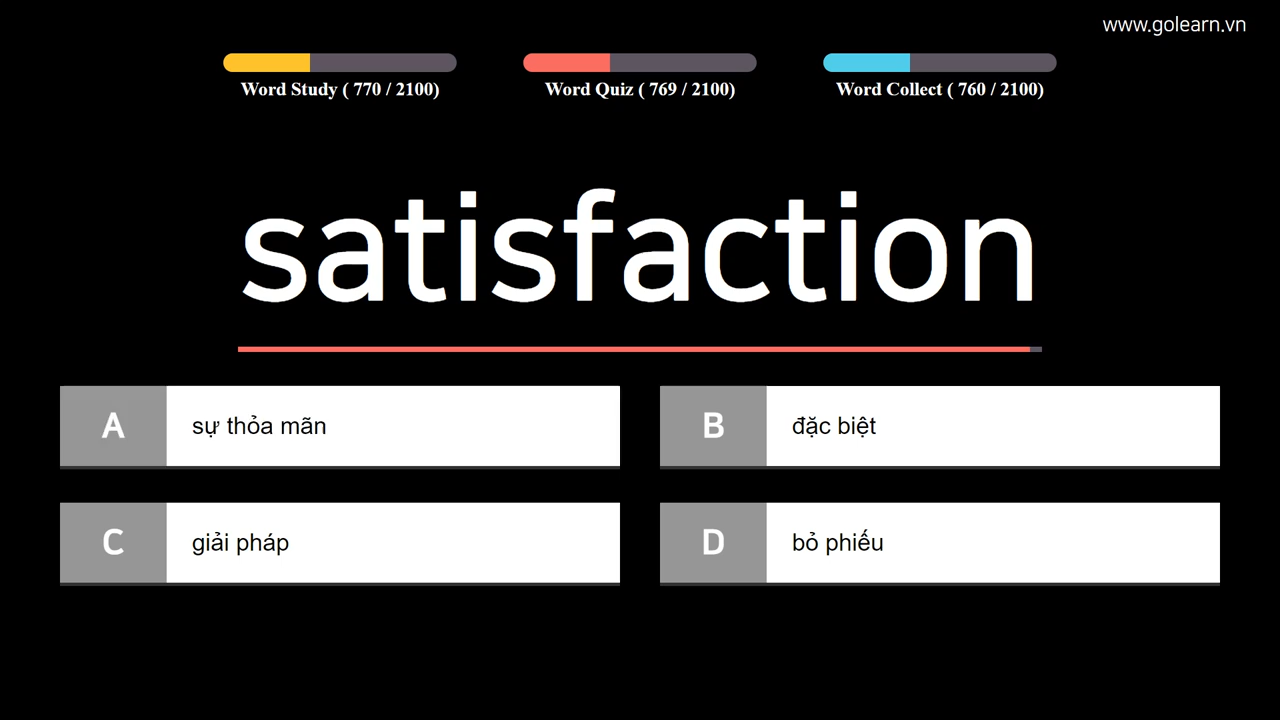 www.golearn.vn
Word Study ( 770 / 2100)
Word Quiz ( 769 / 2100)
Word Collect ( 760 / 2100)
satisfaction
A sự thỏa mãn
B đặc biệt
C giải pháp
D bỏ phiếu